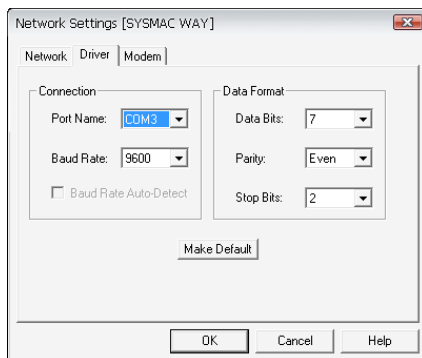 Network Settings [SYSMAC WAY]
Network Driver Modem
Connection
Port Name: COM3
Baud Rate: 9600
Baud Rate Auto-Detect
Data Format
Data Bits: 7
Parity: Even
Stop Bits: 2
Make Default
OK Cancel Help